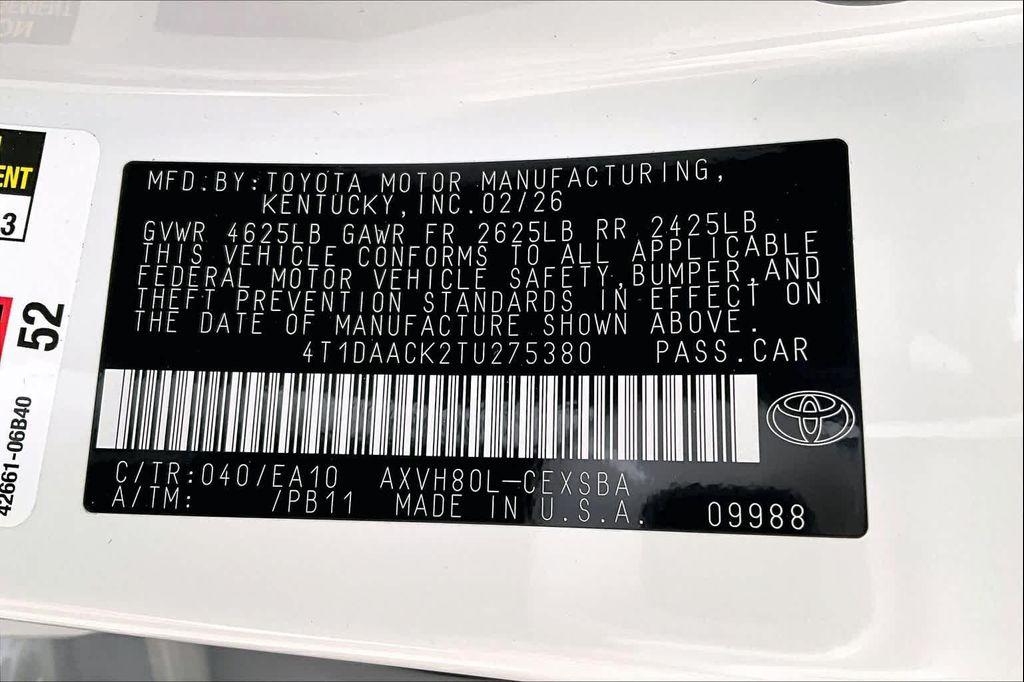 MFD.BY:TOYOTA MOTOR MANUFACTURING,
KENTUCKY,INC.02/26
GVWR 4625LB GAWR FR 2625LB RR 2425LB
THIS VEHICLE CONFORMS TO ALL APPLICABLE
FEDERAL MOTOR VEHICLE SAFETY,BUMPER,AND
THEFT PREVENTION STANDARDS IN EFFECT ON
THE DATE OF MANUFACTURE SHOWN ABOVE.
4T1DAACK2TU275380 PASS.CAR
C/TR:040/EA10 AXVH80L-CEXSBA
A/TM: /PB11 MADE IN U.S.A. 09988
3
52
42661-06B40